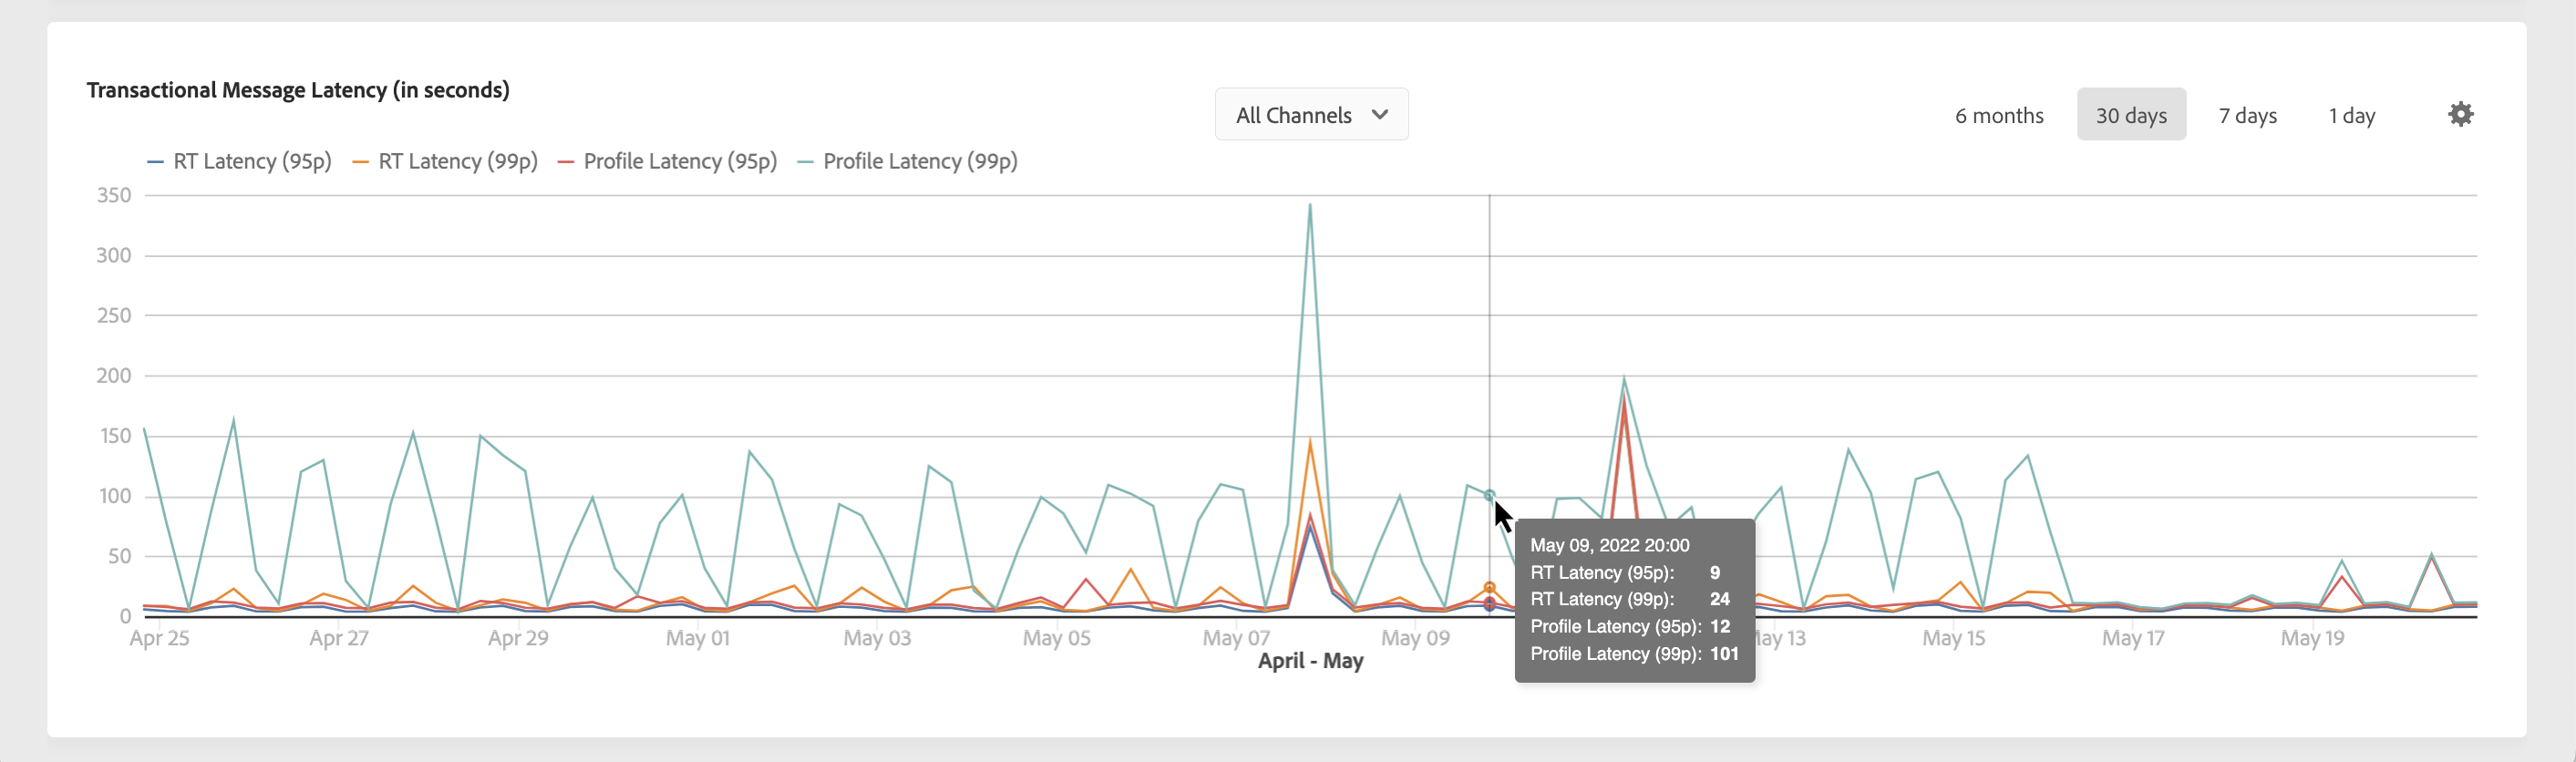 Transactional Message Latency (in seconds)
All Channels
6 months 30 days 7 days 1 day
RT Latency (95p) RT Latency (99p) Profile Latency (95p) Profile Latency (99p)
350
300
250
200
150
100
50
0
May 09, 2022 20:00
RT Latency (95p): 9
RT Latency (99p): 24
Profile Latency (95p): 12
Profile Latency (99p): 101
Apr 25 Apr 27 Apr 29 May 01 May 03 May 05 May 07 May 09 May 13 May 15 May 17 May 19
April - May